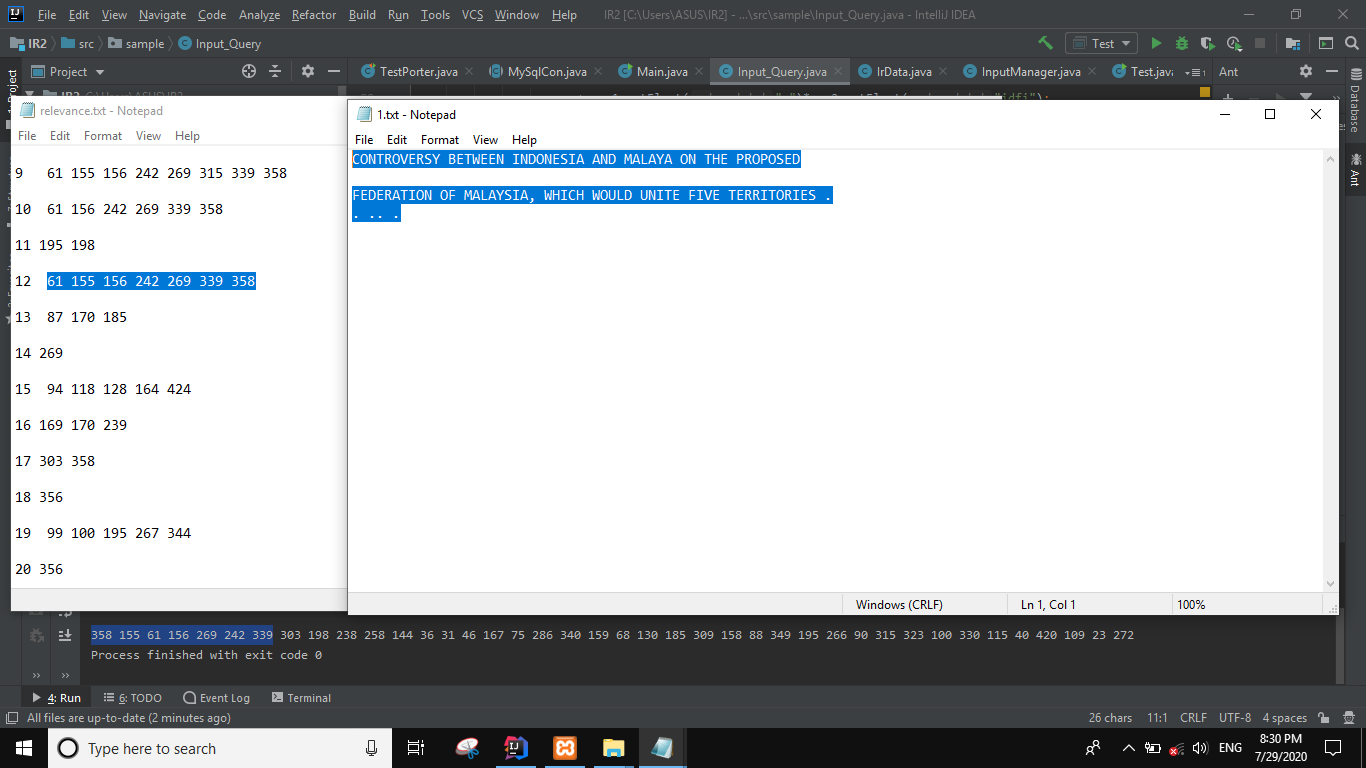 File Edit View Navigate Code Analyze Refactor Build Run Tools VCS Window Help IR2 [C:\Users\ASUS\IR2] - ...\src\sample\Input_Query.java - IntelliJ IDEA
IR2 src sample Input_Query Test
Project TestPorter.java MySqlCon.java Main.java Input_Query.java IrData.java InputManager.java Test.java Ant
Project
Database
Ant
relevance.txt - Notepad
File Edit Format View Help
9 61 155 156 242 269 315 339 358
10 61 156 242 269 339 358
11 195 198
12 61 155 156 242 269 339 358
13 87 170 185
14 269
15 94 118 128 164 424
16 169 170 239
17 303 358
18 356
19 99 100 195 267 344
20 356
1.txt - Notepad
File Edit Format View Help
CONTROVERSY BETWEEN INDONESIA AND MALAYA ON THE PROPOSED
FEDERATION OF MALAYSIA, WHICH WOULD UNITE FIVE TERRITORIES .
. .. .
Windows (CRLF) Ln 1, Col 1 100%
358 155 61 156 269 242 339 303 198 238 258 144 36 31 46 167 75 286 340 159 68 130 185 309 158 88 349 195 266 90 315 323 100 330 115 40 420 109 23 272
Process finished with exit code 0
4: Run 6: TODO Event Log Terminal
All files are up-to-date (2 minutes ago) 26 chars 11:1 CRLF UTF-8 4 spaces
Type here to search ENG 8:30 PM
7/29/2020